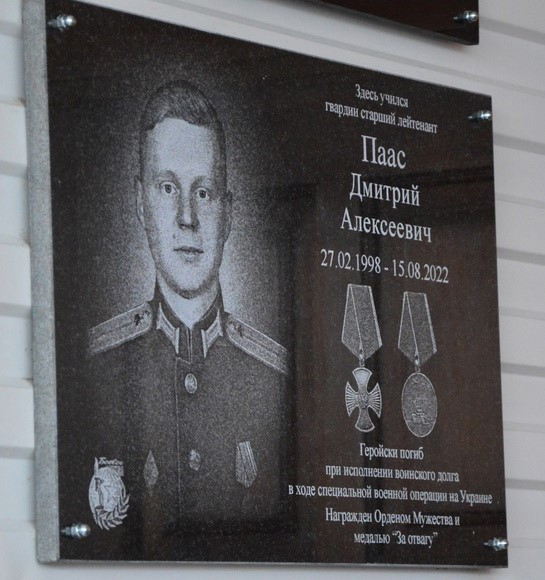 Здесь учился
гвардии старший лейтенант
Паас
Дмитрий
Алексеевич
27.02.1998 - 15.08.2022
Геройски погиб
при исполнении воинского долга
в ходе специальной военной операции на Украине
Награжден Орденом Мужества и
медалью "За отвагу"